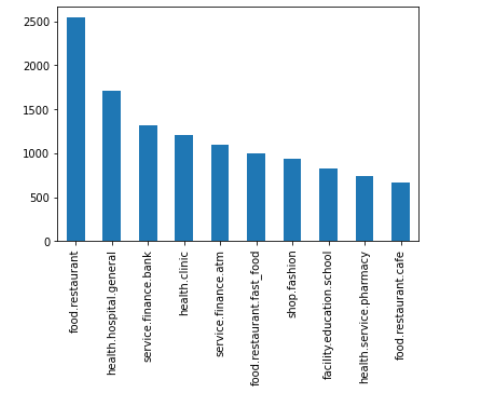 2500
2000
1500
1000
500
0
food.restaurant
health.hospital.general
service.finance.bank
health.clinic
service.finance.atm
food.restaurant.fast_food
shop.fashion
facility.education.school
health.service.pharmacy
food.restaurant.cafe